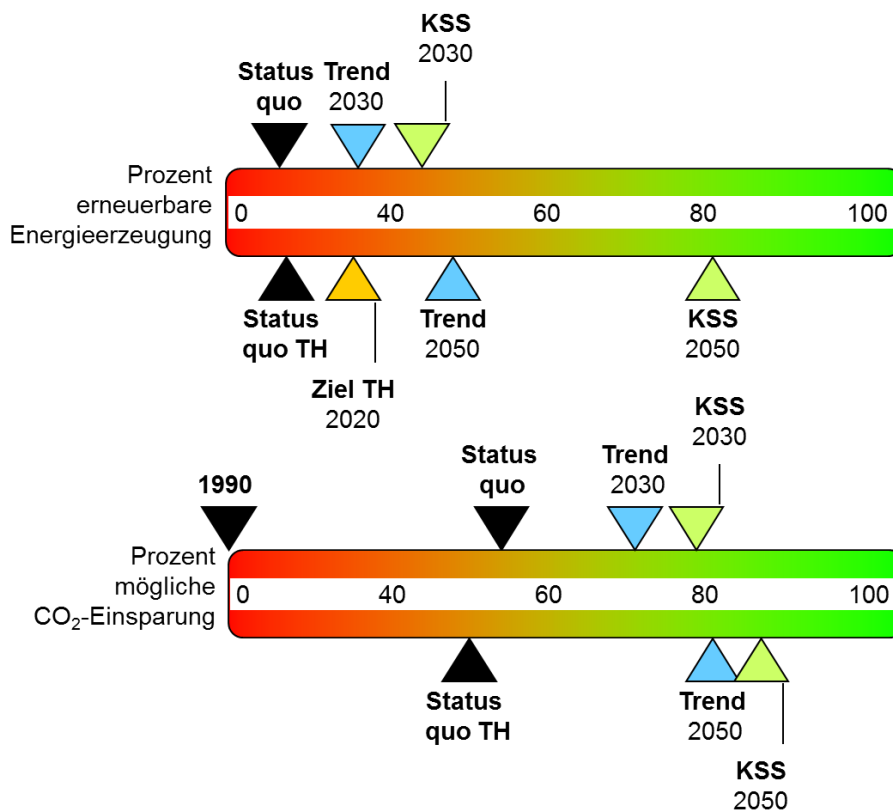 KSS
2030
Status
quo
Trend
2030
Prozent
erneuerbare
Energieerzeugung
0 40 60 80 100
Status
quo TH
Ziel TH
2020
Trend
2050
KSS
2050
KSS
2030
1990
Status
quo
Trend
2030
Prozent
mögliche
CO₂-Einsparung
0 40 60 80 100
Status
quo TH
Trend
2050
KSS
2050